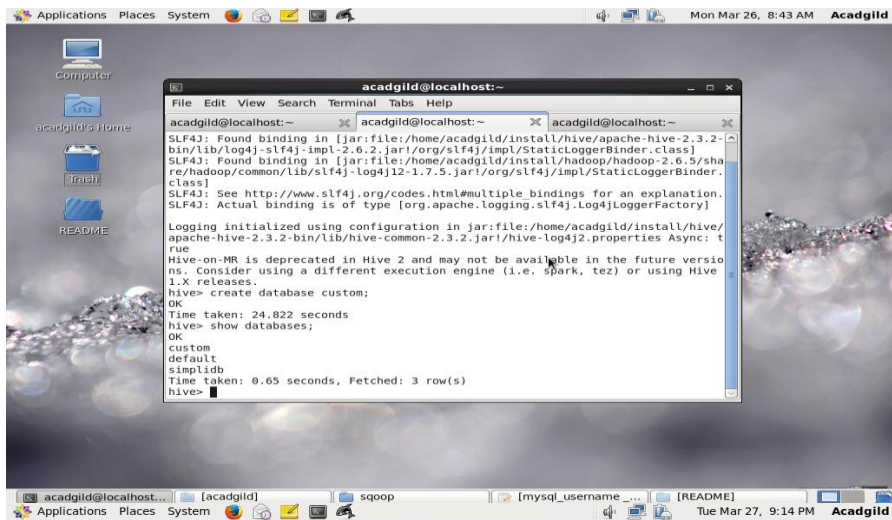 Applications Places System Mon Mar 26, 8:43 AM Acadgild
Computer
acadgild's Home
Trash
README
acadgild@localhost:~
File Edit View Search Terminal Tabs Help
acadgild@localhost:~ acadgild@localhost:~ acadgild@localhost:~
SLF4J: Found binding in [jar:file:/home/acadgild/install/hive/apache-hive-2.3.2-
bin/lib/log4j-slf4j-impl-2.6.2.jar!/org/slf4j/impl/StaticLoggerBinder.class]
SLF4J: Found binding in [jar:file:/home/acadgild/install/hadoop/hadoop-2.6.5/sha
re/hadoop/common/lib/slf4j-log4j12-1.7.5.jar!/org/slf4j/impl/StaticLoggerBinder.
class]
SLF4J: See http://www.slf4j.org/codes.html#multiple_bindings for an explanation.
SLF4J: Actual binding is of type [org.apache.logging.slf4j.Log4jLoggerFactory]
Logging initialized using configuration in jar:file:/home/acadgild/install/hive/
apache-hive-2.3.2-bin/lib/hive-common-2.3.2.jar!/hive-log4j2.properties Async: t
rue
Hive-on-MR is deprecated in Hive 2 and may not be available in the future versio
ns. Consider using a different execution engine (i.e. spark, tez) or using Hive
1.X releases.
hive> create database custom;
OK
Time taken: 24.822 seconds
hive> show databases;
OK
custom
default
simplidb
Time taken: 0.65 seconds, Fetched: 3 row(s)
hive>
acadgild@localhost... [acadgild] sqoop [mysql_username_... [README]
Applications Places System Tue Mar 27, 9:14 PM Acadgild